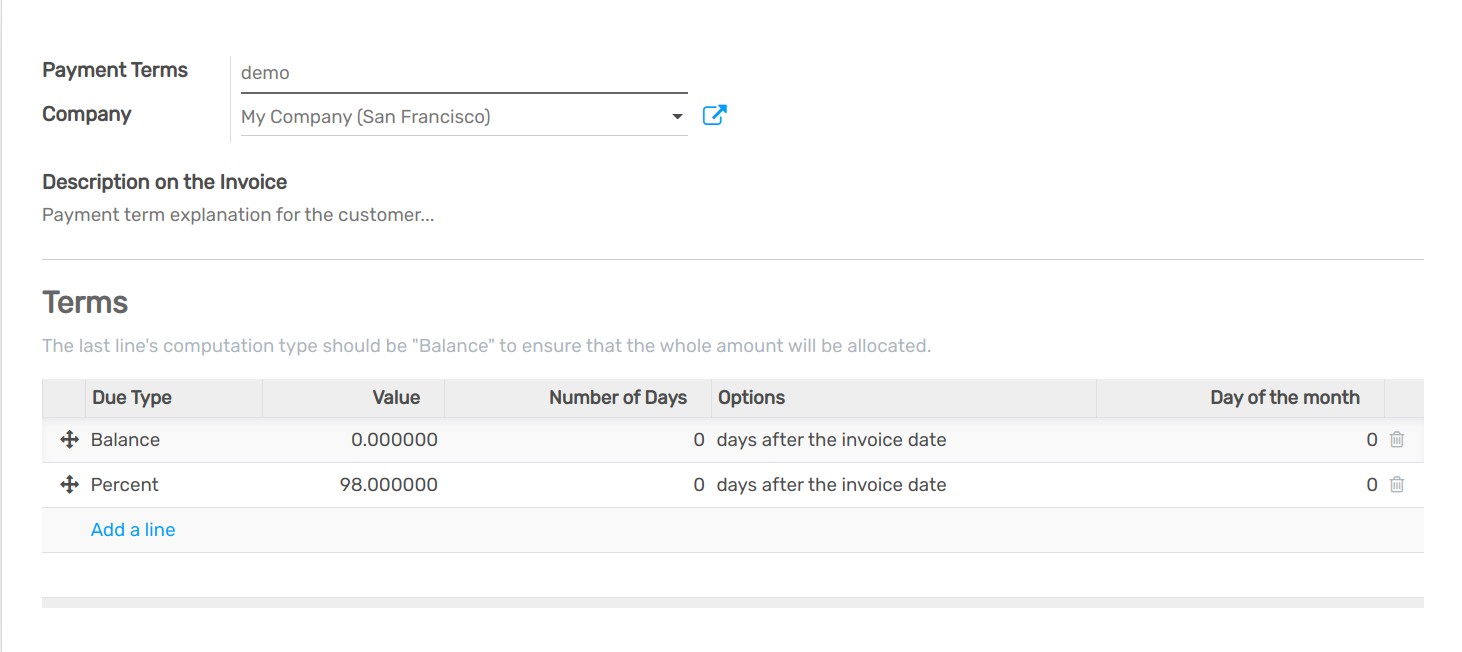 Payment Terms demo
Company My Company (San Francisco)
Description on the Invoice
Payment term explanation for the customer...
Terms
The last line's computation type should be "Balance" to ensure that the whole amount will be allocated.
Due Type Value Number of Days Options Day of the month
Balance 0.000000 0 days after the invoice date 0
Percent 98.000000 0 days after the invoice date 0
Add a line